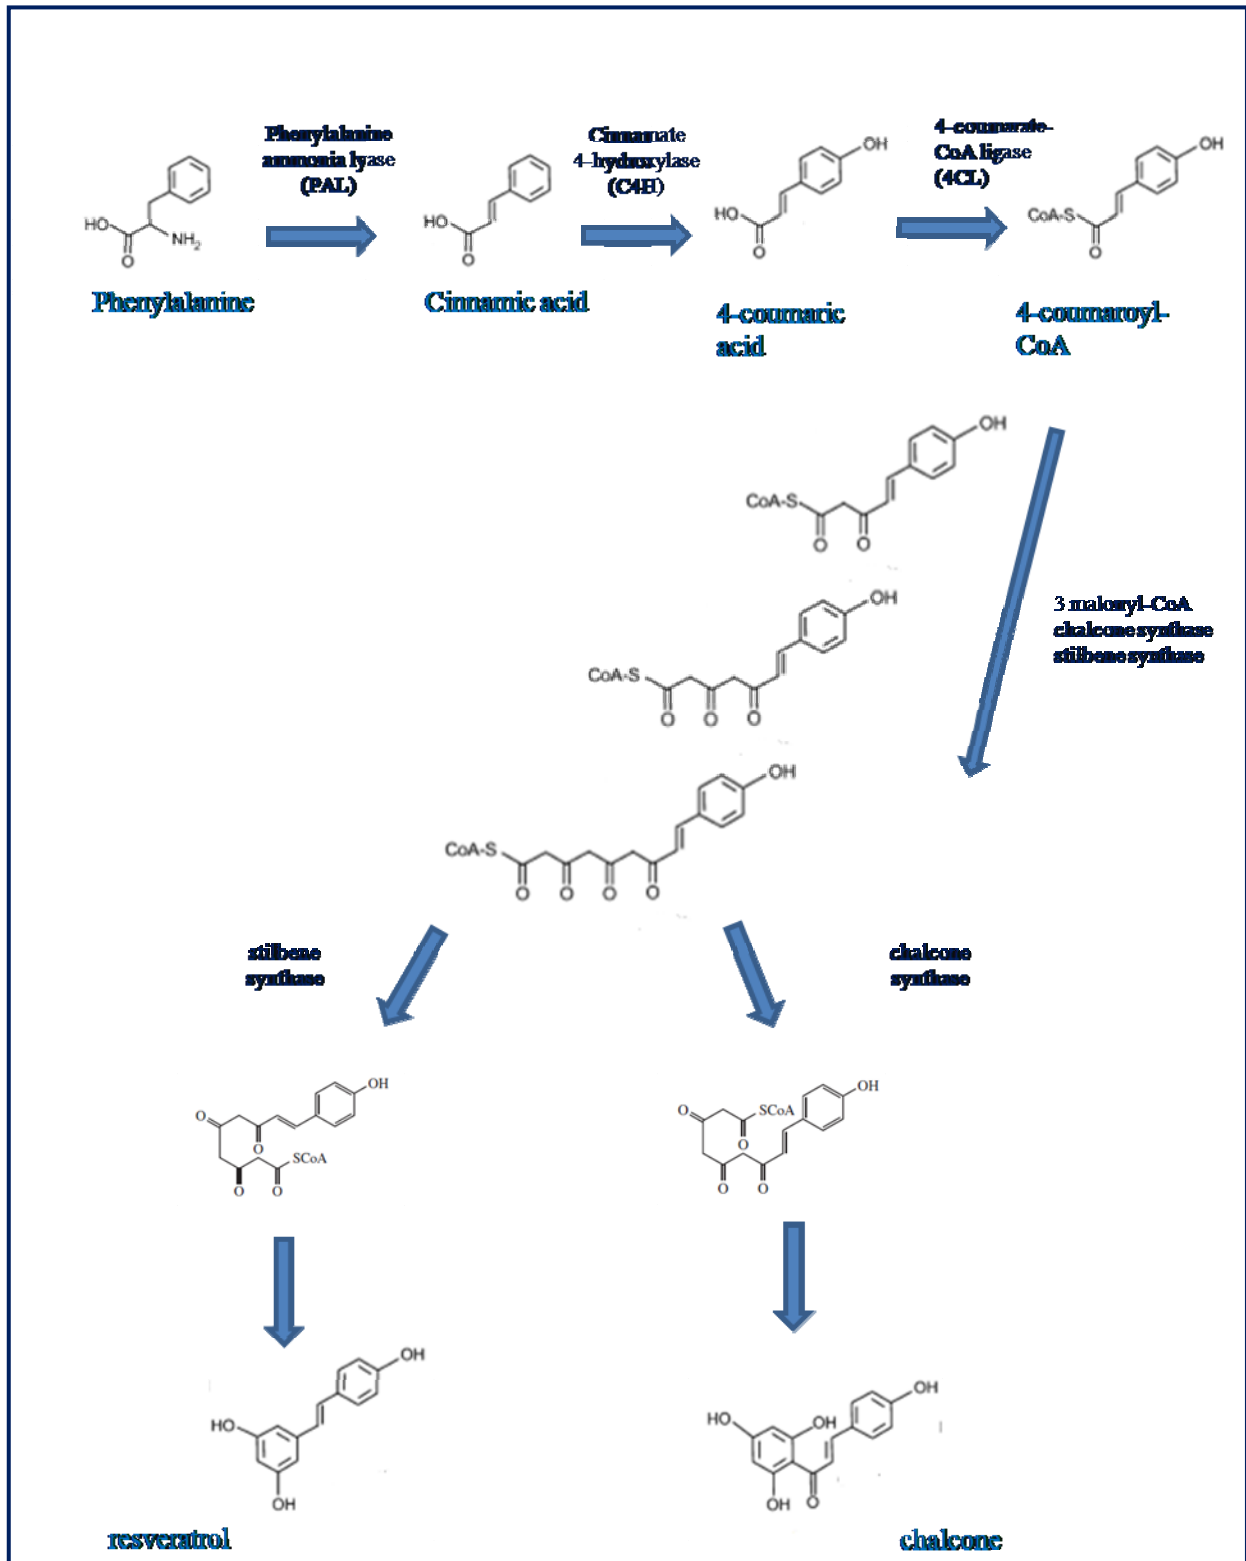 Phenylalanine
ammonia lyase
(PAL)
Cinnamate
4-hydroxylase
(C4H)
4-coumarate-
CoA ligase
(4CL)
HO
O
NH2
HO
O
HO
O
OH
CoA-S
O
OH
Phenylalanine
Cinnamic acid
4-coumaric
acid
4-coumaroyl-
CoA
OH
CoA-S
O
O
3 malonyl-CoA
chalcone synthase
stilbene synthase
OH
CoA-S
O
O
O
OH
CoA-S
O
O
O
O
stilbene
synthase
chalcone
synthase
OH
O
O
SCoA
O
O
OH
O
SCoA
O
O
O
OH
HO
OH
OH
HO
OH
OH
O
resveratrol
chalcone